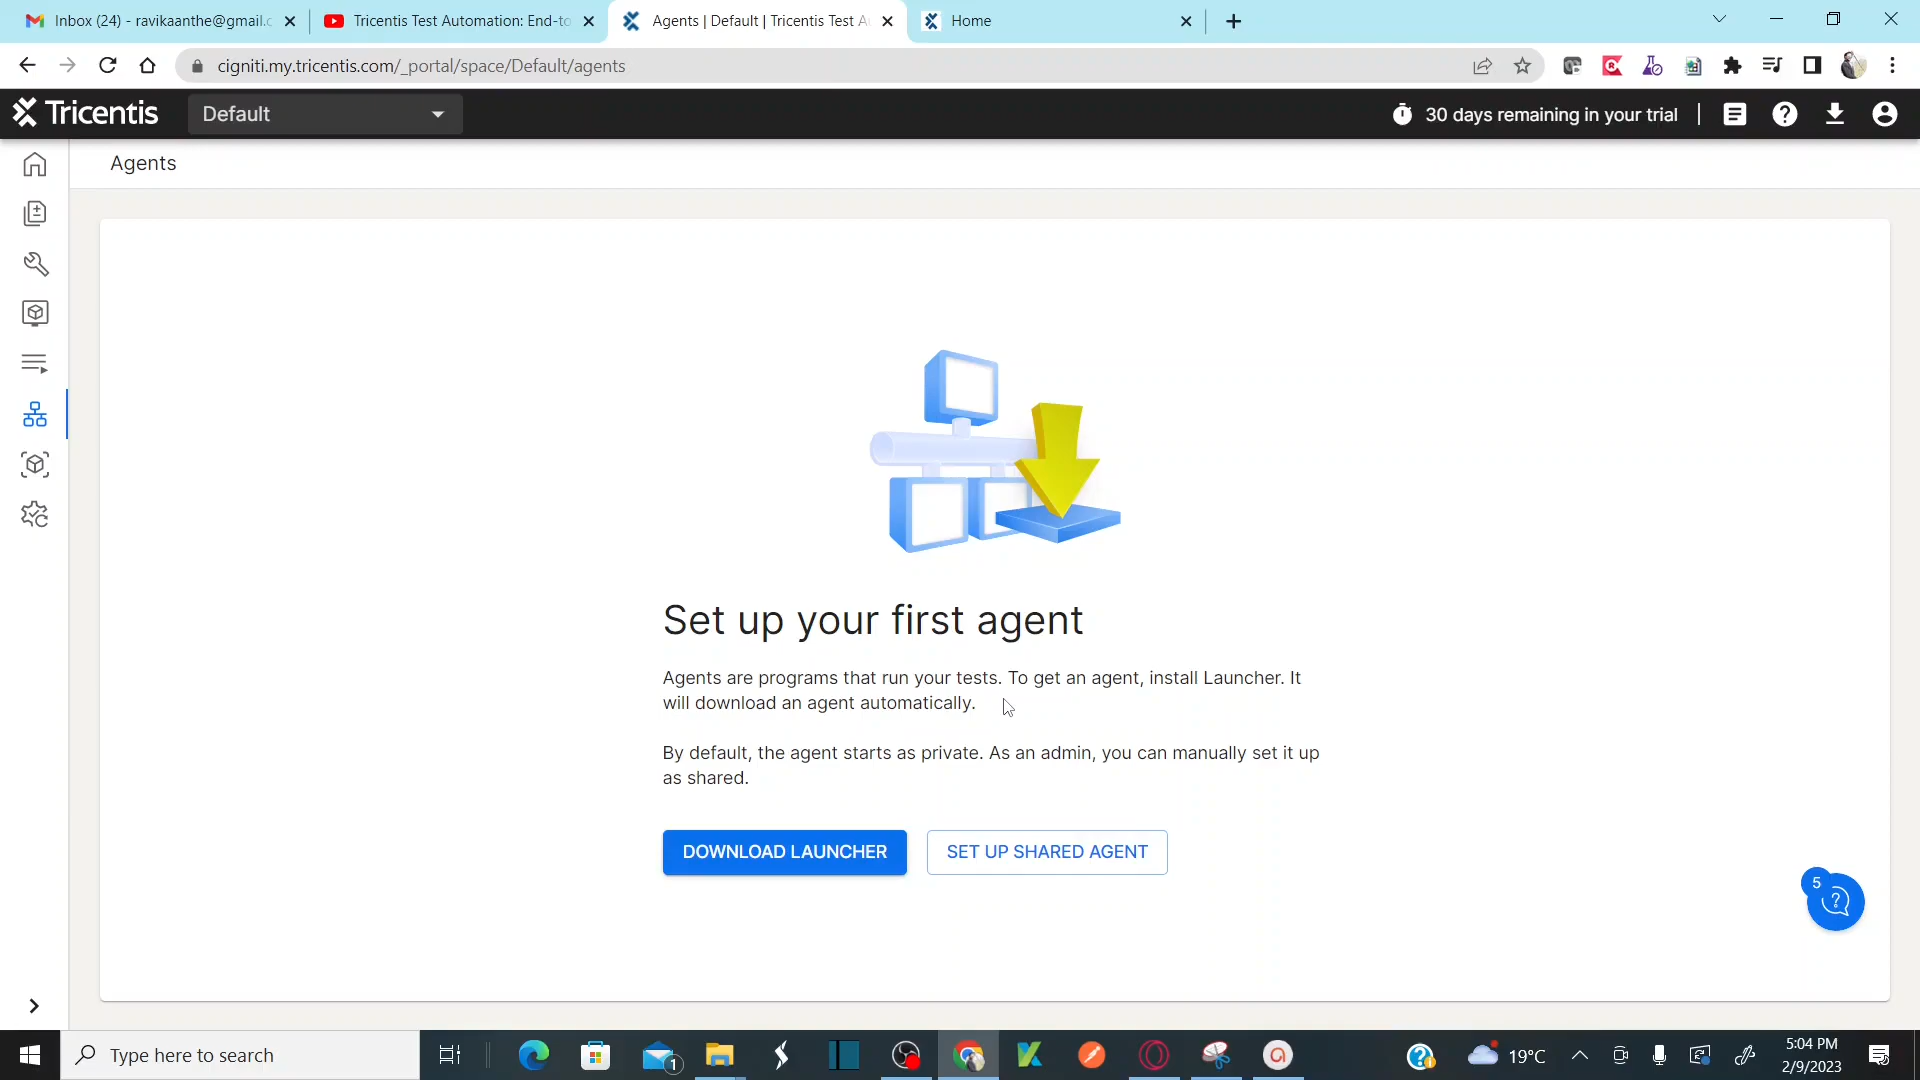 Inbox (24) - ravikaanthe@gmail.c
Tricentis Test Automation: End-to
Agents | Default | Tricentis Test A
Home
cigniti.my.tricentis.com/_portal/space/Default/agents
Tricentis
Default
30 days remaining in your trial
Agents
Set up your first agent
Agents are programs that run your tests. To get an agent, install Launcher. It
will download an agent automatically.
By default, the agent starts as private. As an admin, you can manually set it up
as shared.
DOWNLOAD LAUNCHER
SET UP SHARED AGENT
5
Type here to search
1
19°C
5:04 PM
2/9/2023